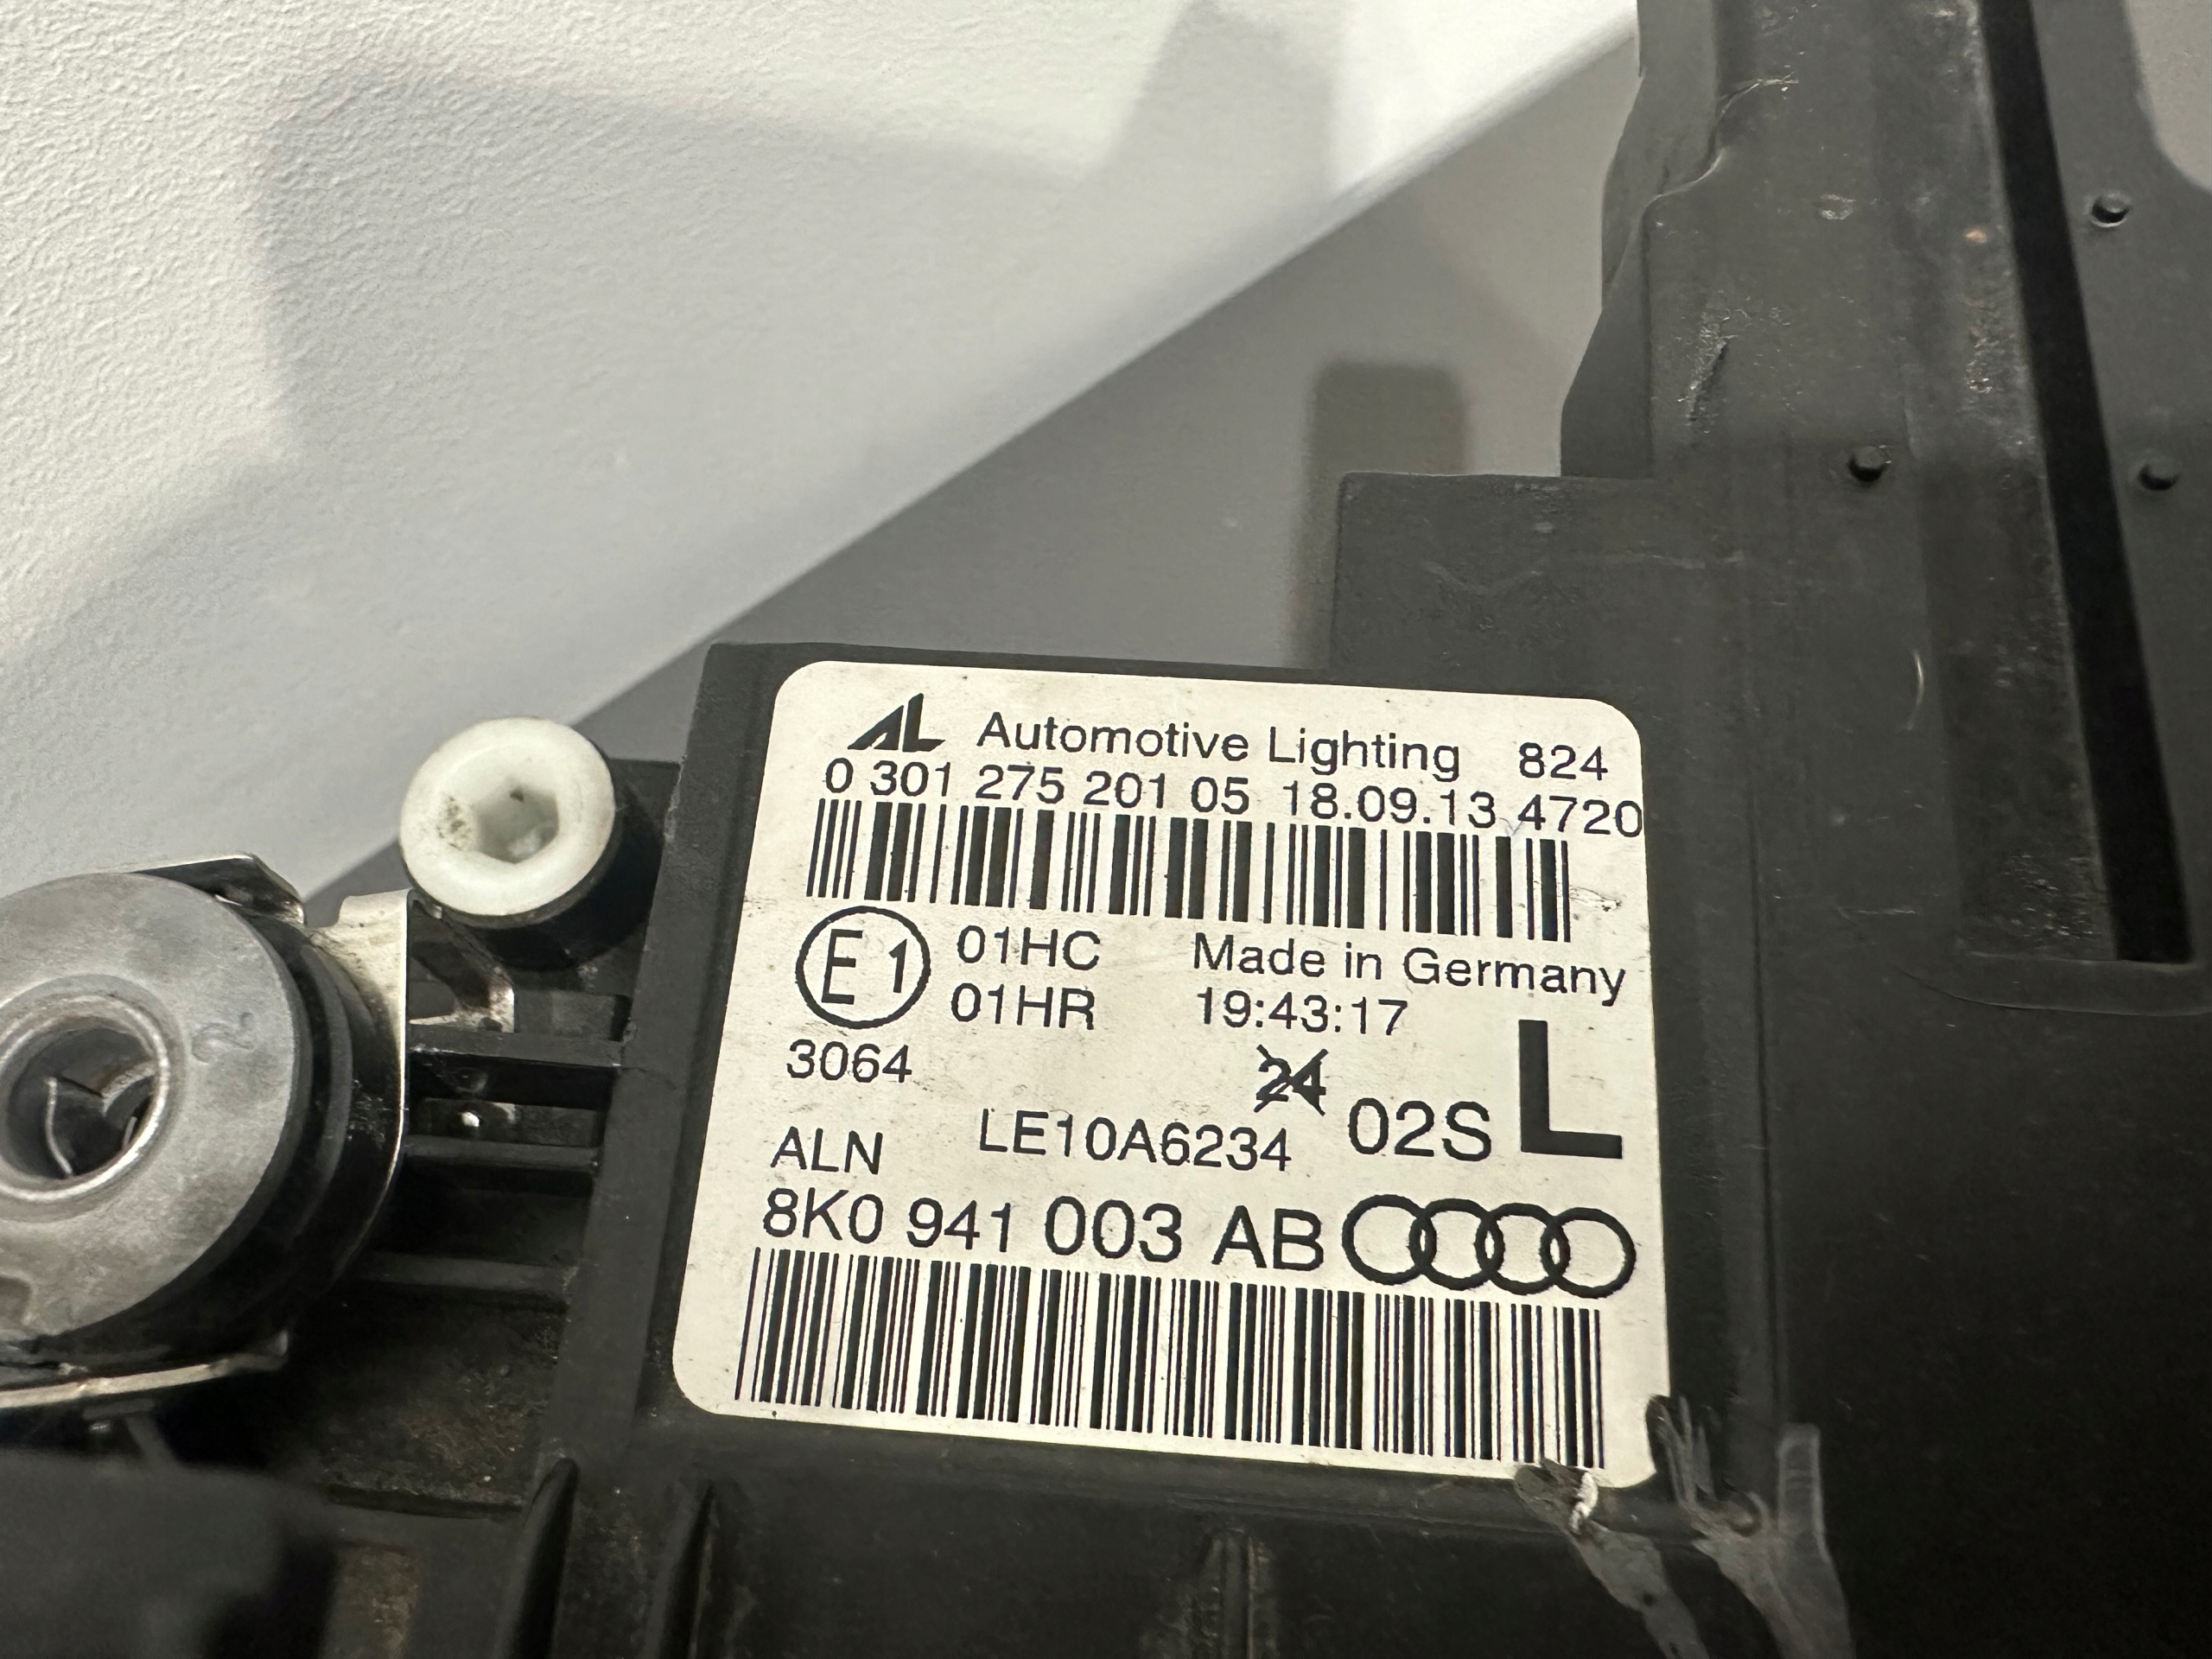 AL Automotive Lighting 824
0 301 275 201 05 18.09.13 4720
E1 01HC Made in Germany
01HR 19:43:17
3064 24
ALN LE10A6234 02S L
8K0 941 003 AB